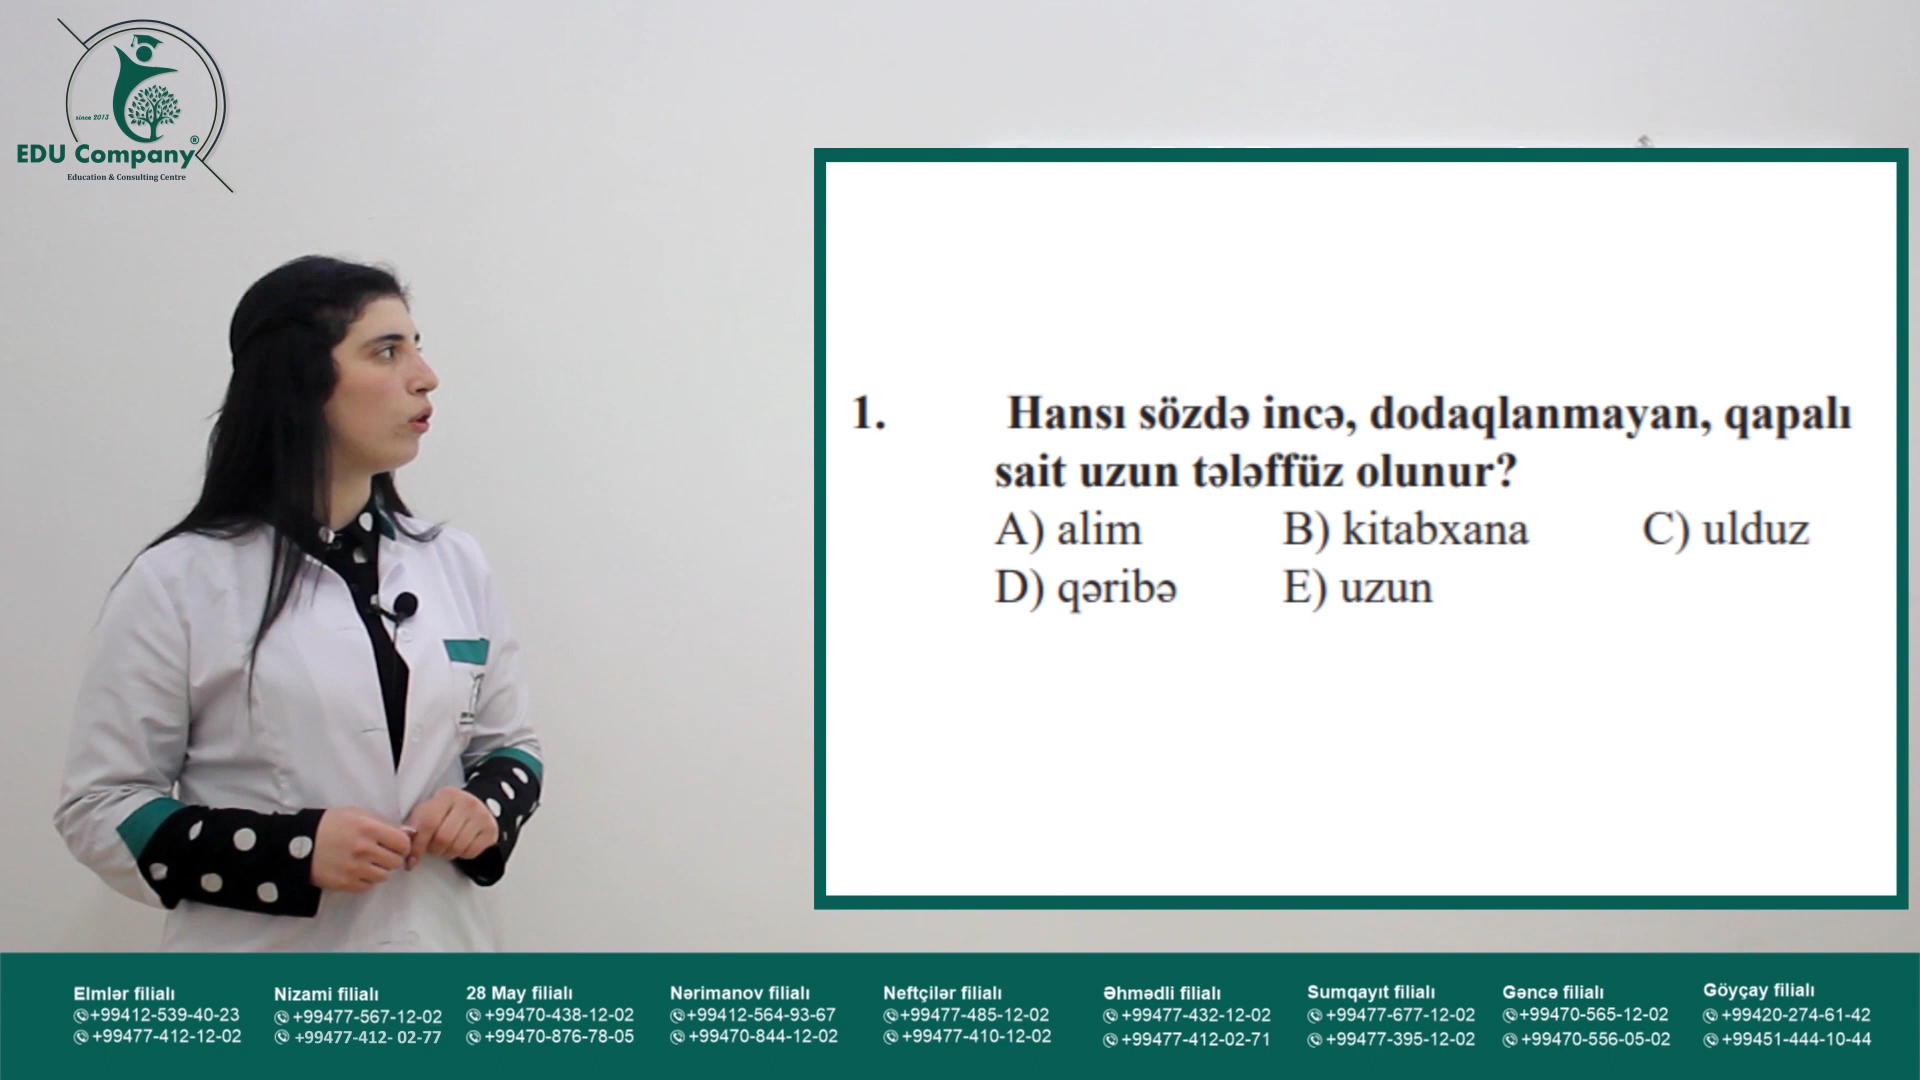 since 2013
EDU Company®
Education & Consulting Centre
1. Hansı sözdə incə, dodaqlanmayan, qapalı
sait uzun tələffüz olunur?
A) alim B) kitabxana C) ulduz
D) qəribə E) uzun
Elmlər filialı
+99412-539-40-23
+99477-412-12-02
Nizami filialı
+99477-567-12-02
+99477-412- 02-77
28 May filialı
+99470-438-12-02
+99470-876-78-05
Nərimanov filialı
+99412-564-93-67
+99470-844-12-02
Neftçilər filialı
+99477-485-12-02
+99477-410-12-02
Əhmədli filialı
+99477-432-12-02
+99477-412-02-71
Sumqayıt filialı
+99477-677-12-02
+99477-395-12-02
Gəncə filialı
+99470-565-12-02
+99470-556-05-02
Göyçay filialı
+99420-274-61-42
+99451-444-10-44